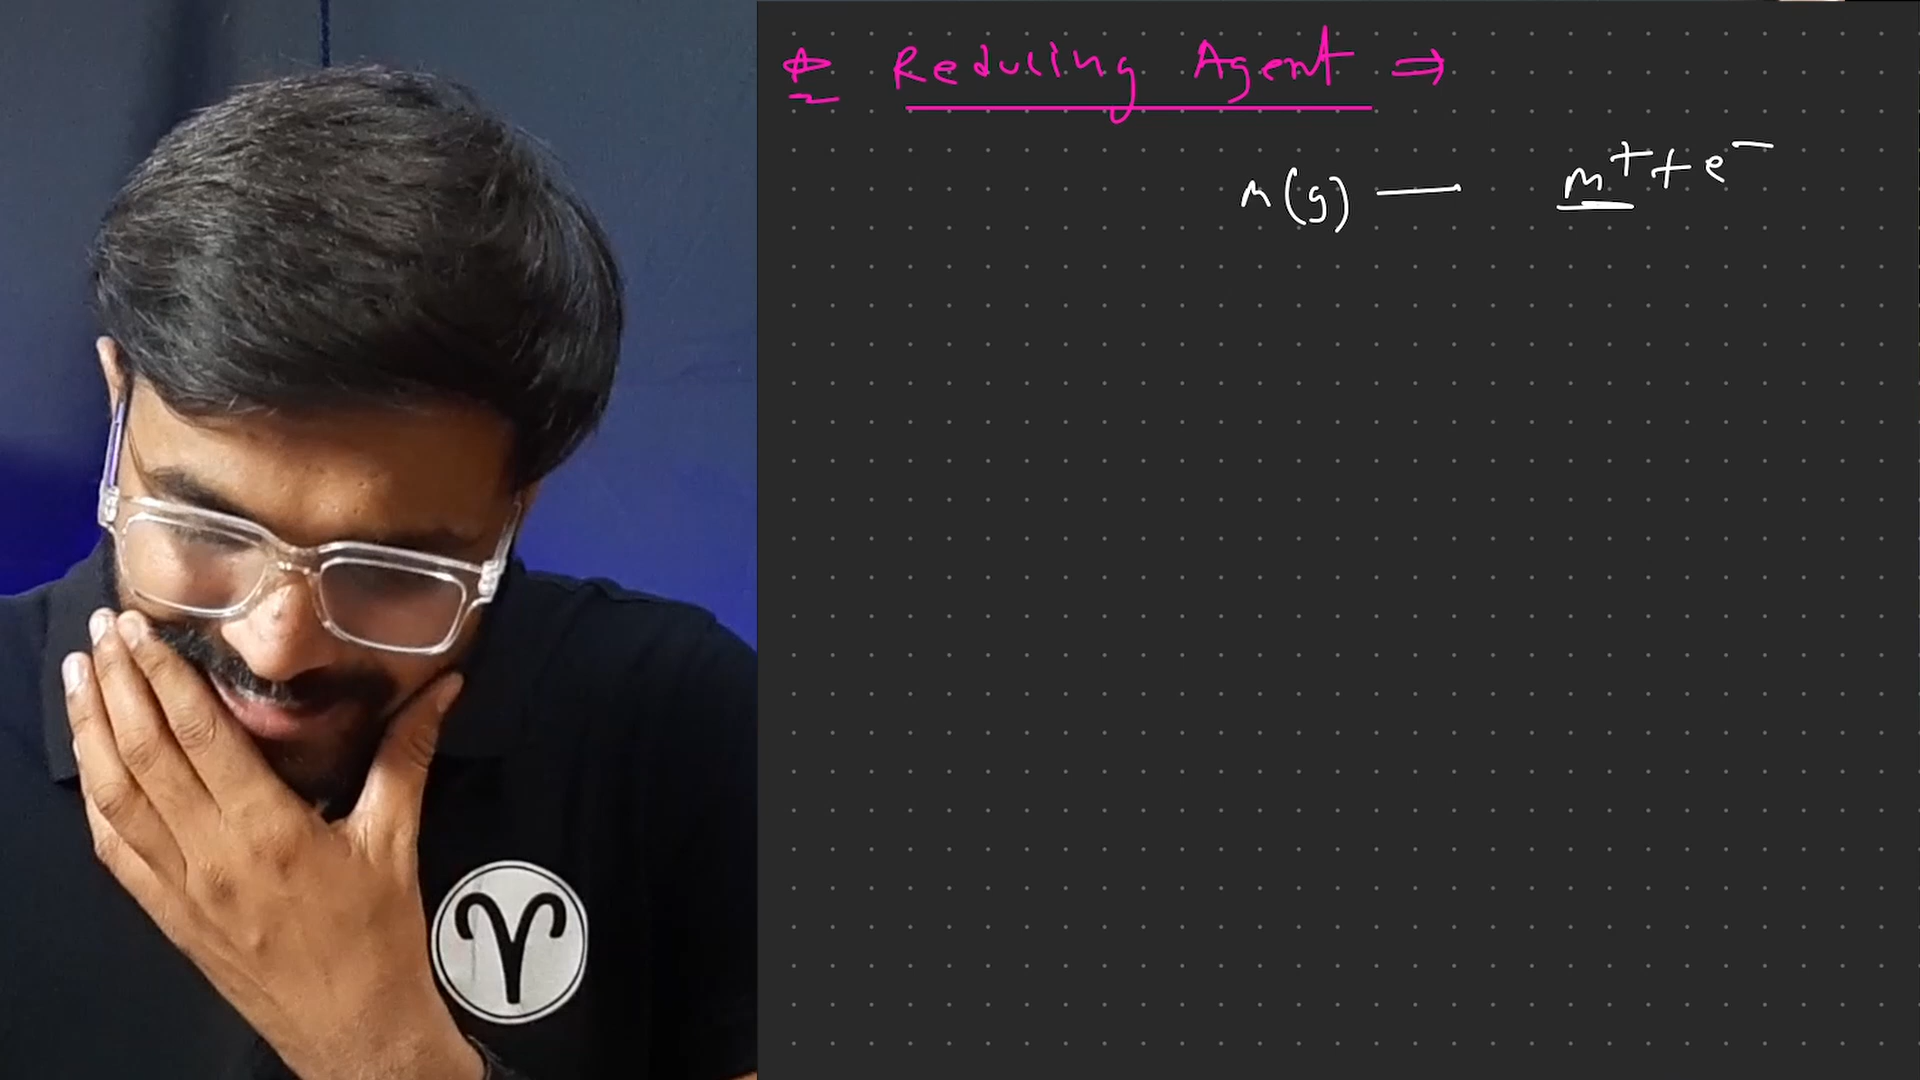 Reducing Agent ⇒
M(g) — M⁺ + e⁻